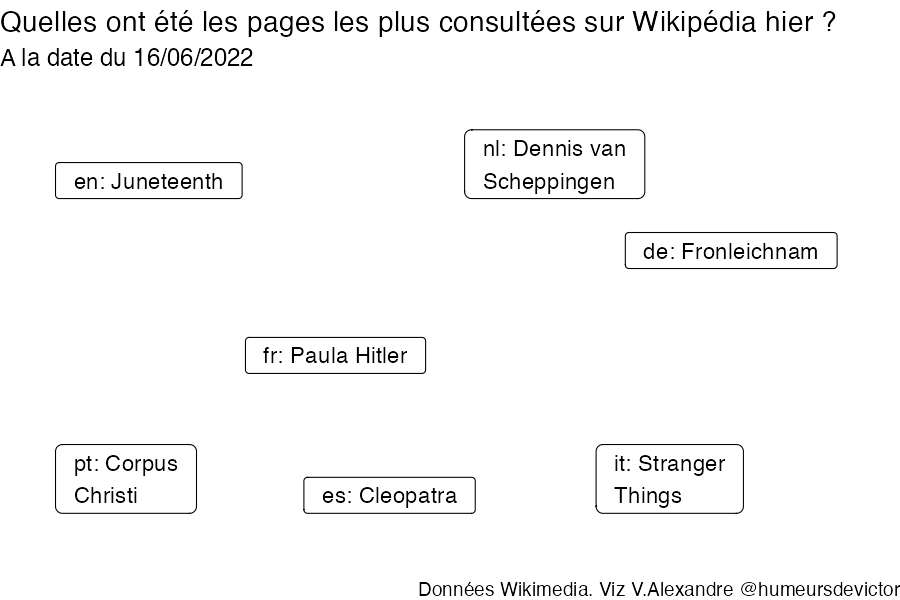 Quelles ont été les pages les plus consultées sur Wikipédia hier ?
A la date du 16/06/2022
nl: Dennis van
Scheppingen
en: Juneteenth
de: Fronleichnam
fr: Paula Hitler
pt: Corpus
Christi
es: Cleopatra
it: Stranger
Things
Données Wikimedia. Viz V.Alexandre @humeursdevictor